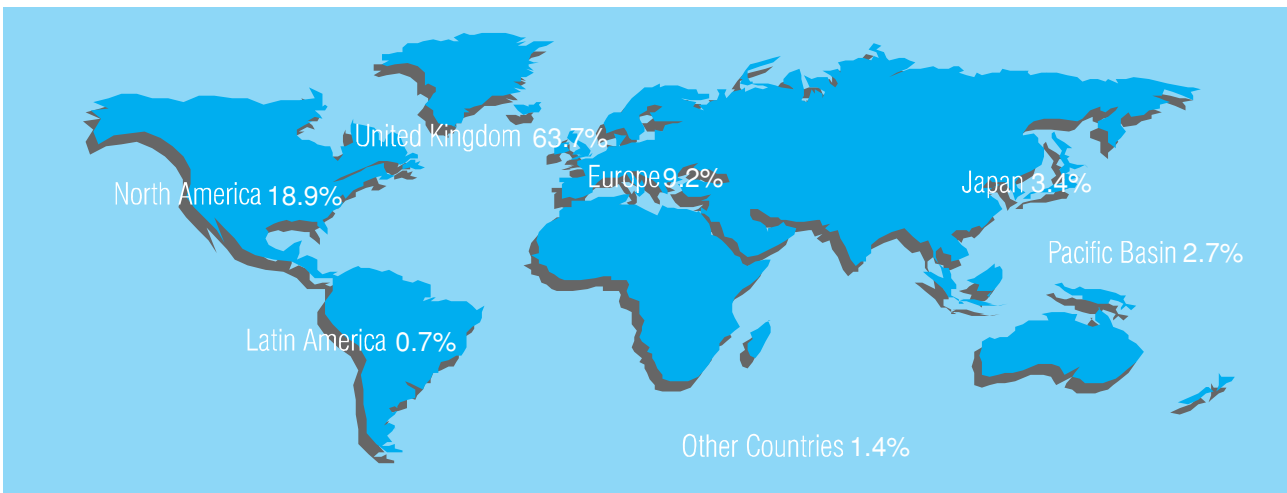 United Kingdom 63.7%
Europe 9.2%
Japan 3.4%
North America 18.9%
Pacific Basin 2.7%
Latin America 0.7%
Other Countries 1.4%